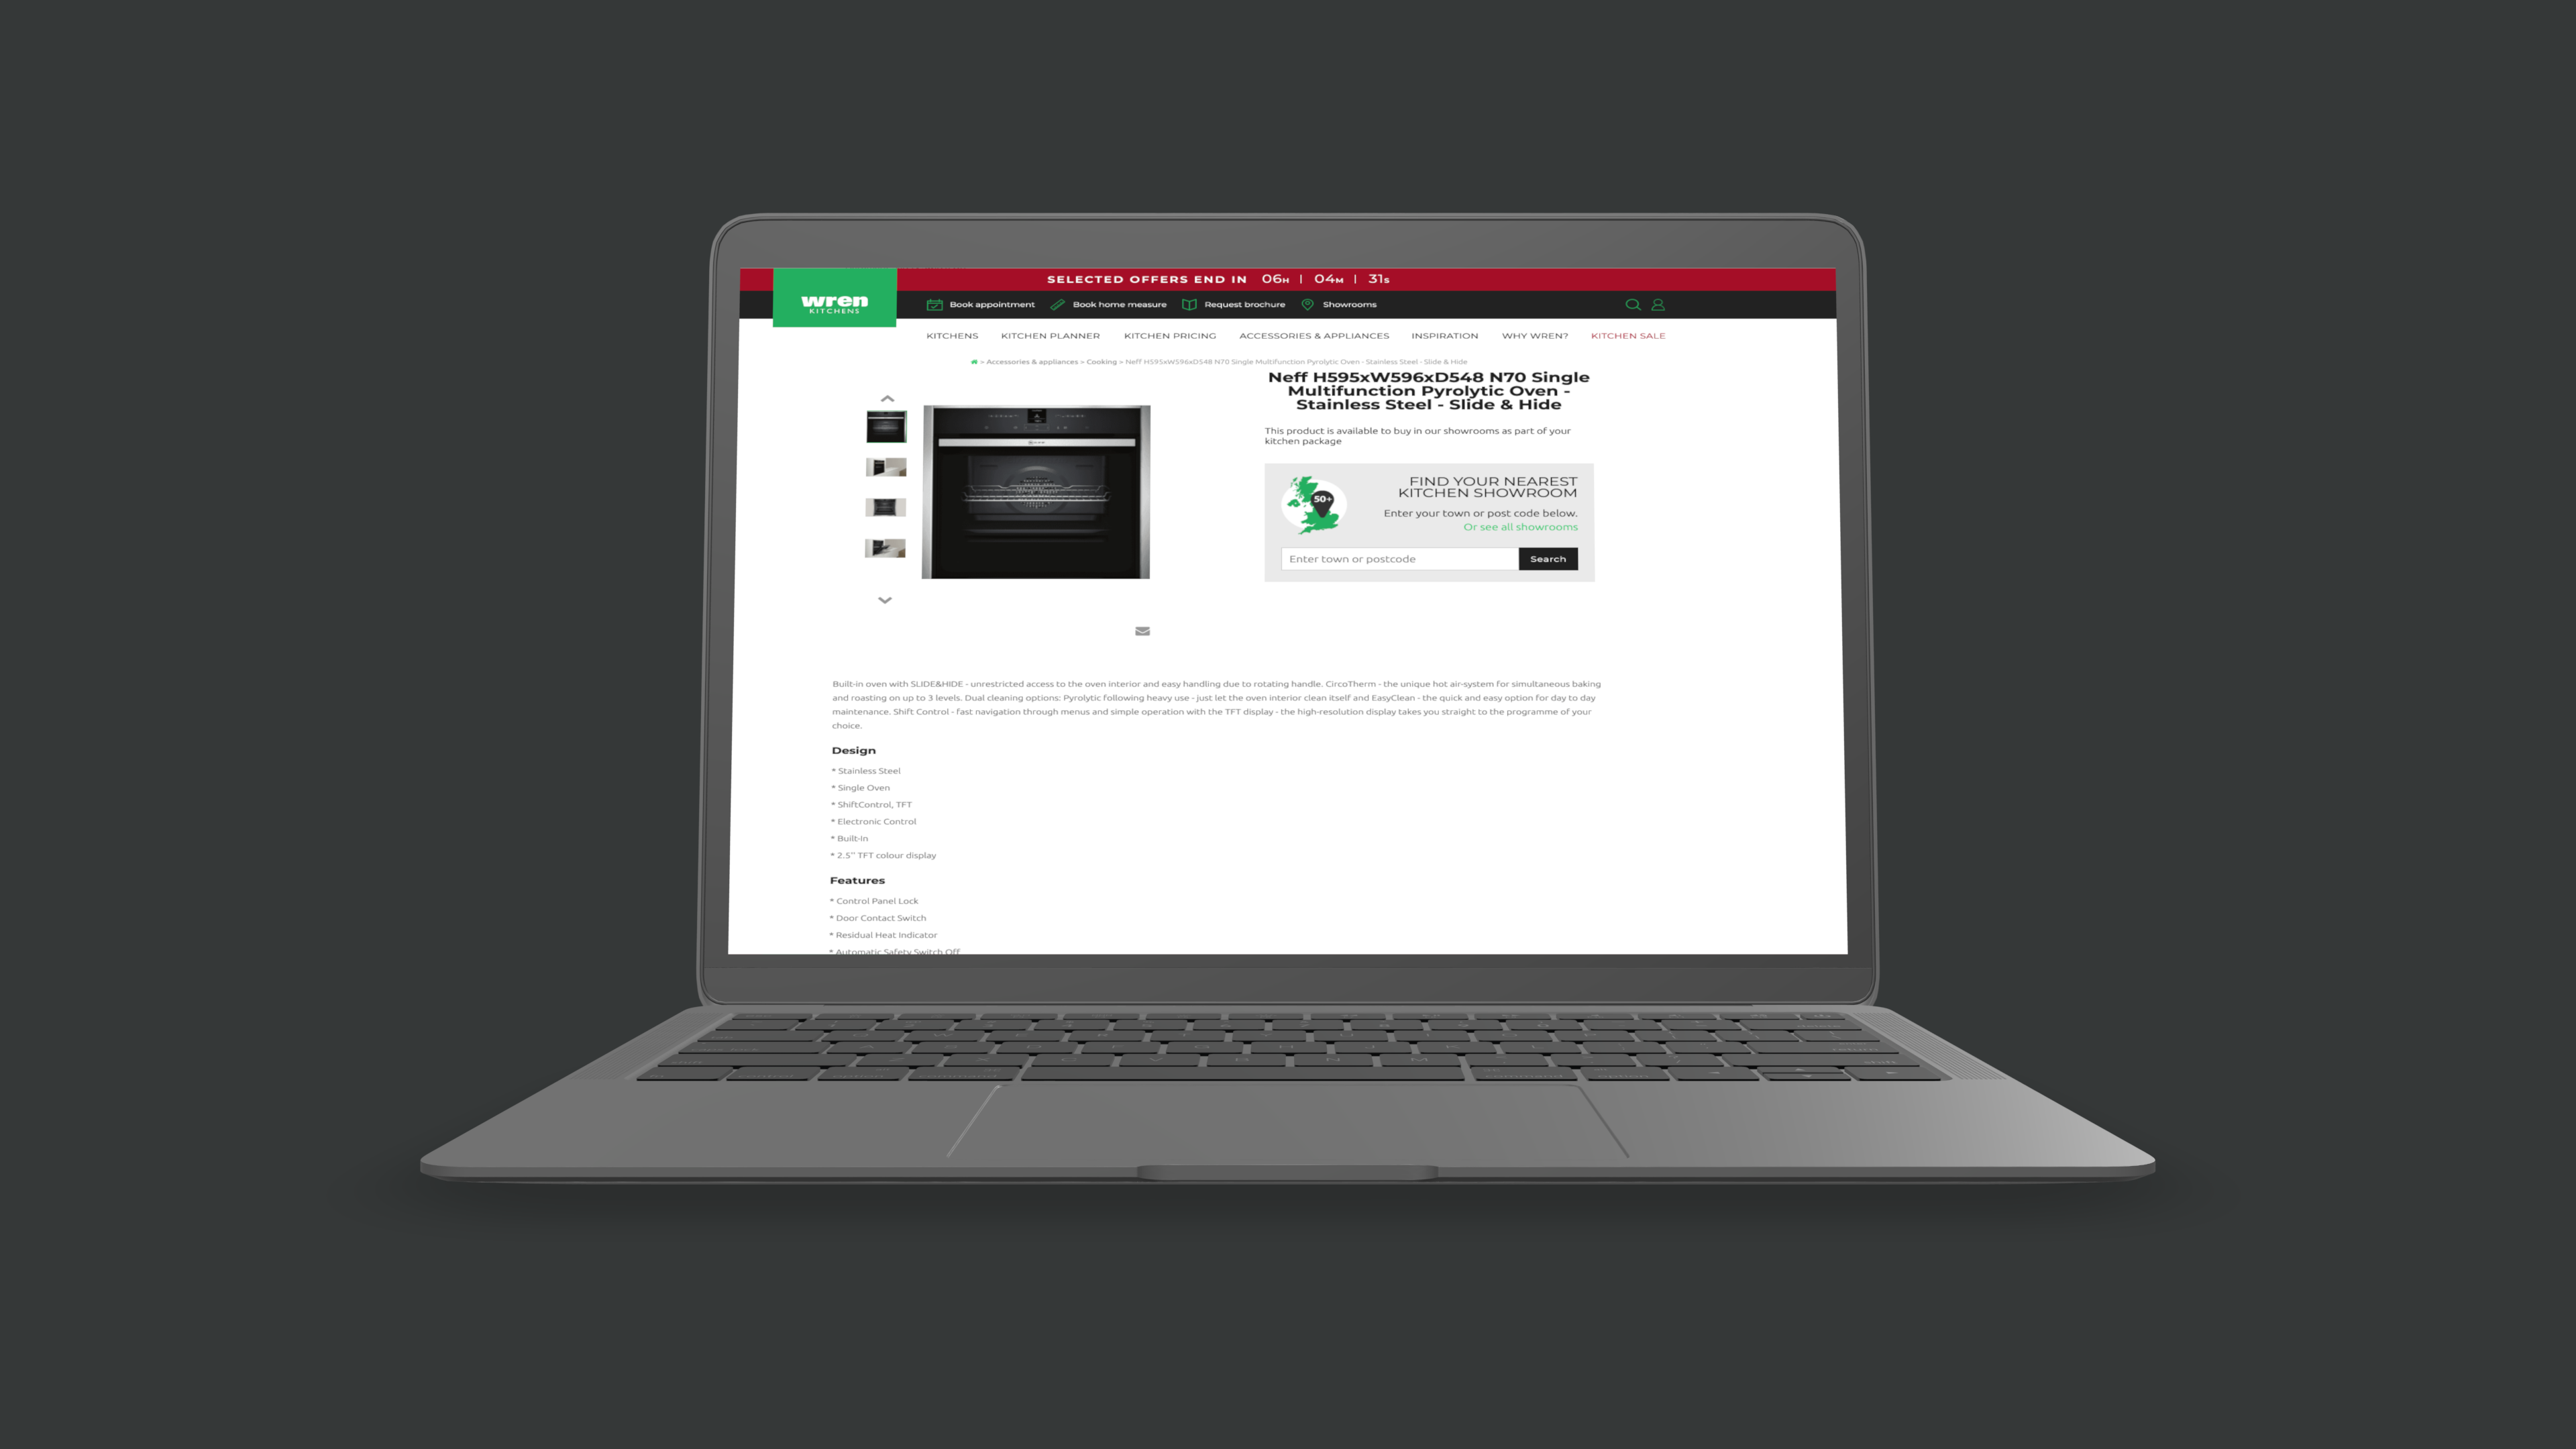 SELECTED OFFERS END IN 06H | 04M | 31S
wren
KITCHENS
Book appointment
Book home measure
Request brochure
Showrooms
KITCHENS
KITCHEN PLANNER
KITCHEN PRICING
ACCESSORIES & APPLIANCES
INSPIRATION
WHY WREN?
KITCHEN SALE
> Accessories & appliances > Cooking > Neff H595xW596xD548 N70 Single Multifunction Pyrolytic Oven - Stainless Steel - Slide & Hide
Neff H595xW596xD548 N70 Single
Multifunction Pyrolytic Oven -
Stainless Steel - Slide & Hide
This product is available to buy in our showrooms as part of your
kitchen package
50+
FIND YOUR NEAREST
KITCHEN SHOWROOM
Enter your town or post code below.
Or see all showrooms
Enter town or postcode
Search
Built-in oven with SLIDE&HIDE - unrestricted access to the oven interior and easy handling due to rotating handle. CircoTherm - the unique hot air-system for simultaneous baking
and roasting on up to 3 levels. Dual cleaning options: Pyrolytic following heavy use - just let the oven interior clean itself and EasyClean - the quick and easy option for day to day
maintenance. Shift Control - fast navigation through menus and simple operation with the TFT display - the high-resolution display takes you straight to the programme of your
choice.
Design
* Stainless Steel
* Single Oven
* ShiftControl, TFT
* Electronic Control
* Built-In
* 2.5" TFT colour display
Features
* Control Panel Lock
* Door Contact Switch
* Residual Heat Indicator
* Automatic Safety Switch Off